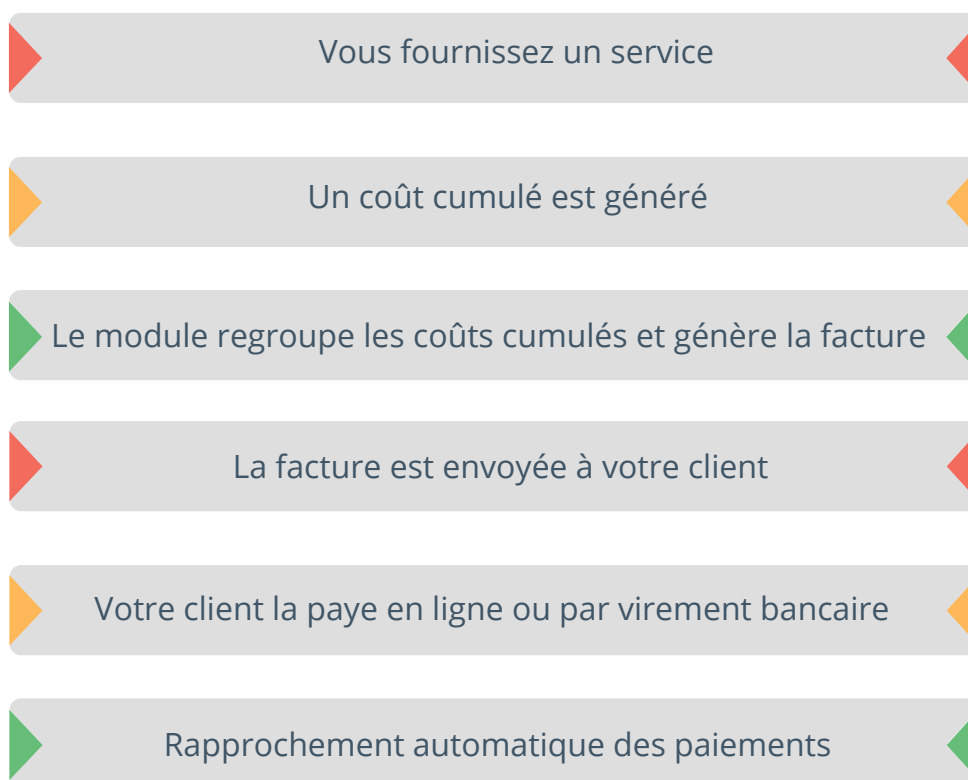 Vous fournissez un service
Un coût cumulé est généré
Le module regroupe les coûts cumulés et génère la facture
La facture est envoyée à votre client
Votre client la paye en ligne ou par virement bancaire
Rapprochement automatique des paiements